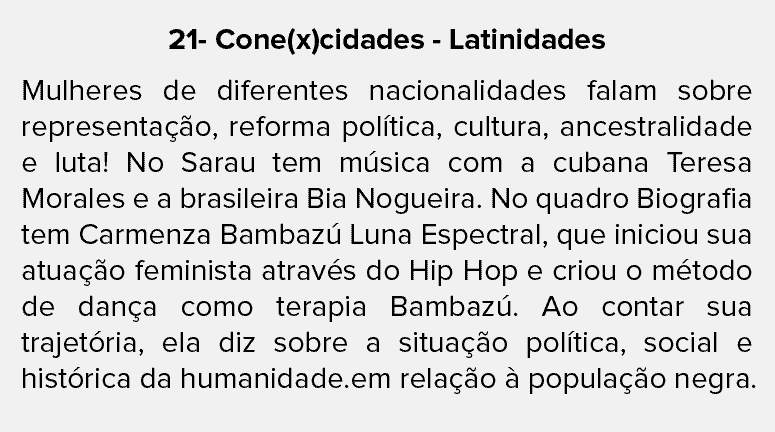 21- Cone(x)cidades - Latinidades
Mulheres de diferentes nacionalidades falam sobre
representação, reforma política, cultura, ancestralidade
e luta! No Sarau tem música com a cubana Teresa
Morales e a brasileira Bia Nogueira. No quadro Biografia
tem Carmenza Bambazú Luna Espectral, que iniciou sua
atuação feminista através do Hip Hop e criou o método
de dança como terapia Bambazú. Ao contar sua
trajetória, ela diz sobre a situação política, social e
histórica da humanidade.em relação à população negra.